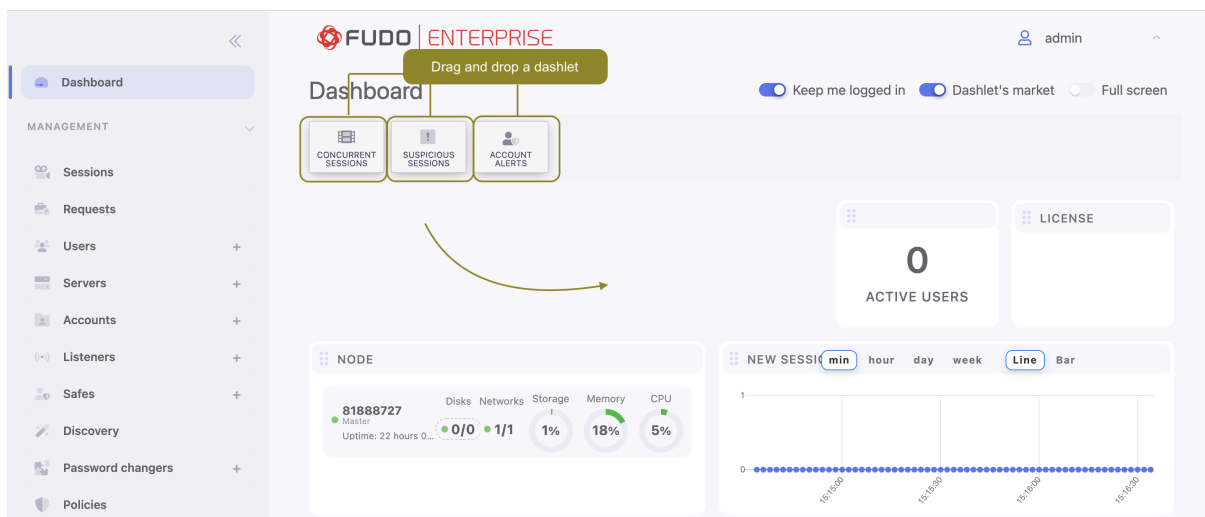 FUDO ENTERPRISE
admin
Drag and drop a dashlet
Dashboard
Dashboard
Keep me logged in
Dashlet's market
Full screen
MANAGEMENT
CONCURRENT
SESSIONS
SUSPICIOUS
SESSIONS
ACCOUNT
ALERTS
Sessions
Requests
Users +
Servers +
Accounts +
Listeners +
Safes +
Discovery
Password changers +
Policies
0
ACTIVE USERS
LICENSE
NODE
81888727
Master
Uptime: 22 hours 0...
Disks
0/0
Networks
1/1
Storage
1%
Memory
18%
CPU
5%
NEW SESSI
min hour day week
Line Bar
1
0
15:15:00
15:15:30
15:16:00
15:16:30